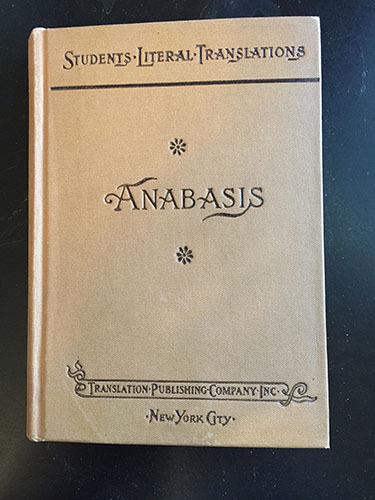 STUDENTS·LITERAL·TRANSLATIONS
ANABASIS
TRANSLATION·PUBLISHING·COMPANY·INC·
·NEW YORK CITY·